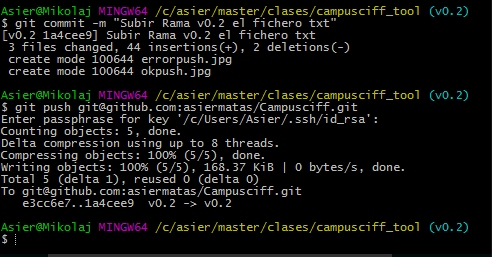 Asier@Mikolaj MINGW64 /c/asier/master/clases/campusciff_tool (v0.2)
$ git commit -m "Subir Rama v0.2 el fichero txt"
[v0.2 1a4cee9] Subir Rama v0.2 el fichero txt
 3 files changed, 44 insertions(+), 2 deletions(-)
 create mode 100644 errorpush.jpg
 create mode 100644 okpush.jpg
Asier@Mikolaj MINGW64 /c/asier/master/clases/campusciff_tool (v0.2)
$ git push git@github.com:asiermatas/Campusciff.git
Enter passphrase for key '/c/Users/Asier/.ssh/id_rsa':
Counting objects: 5, done.
Delta compression using up to 8 threads.
Compressing objects: 100% (5/5), done.
Writing objects: 100% (5/5), 168.37 KiB | 0 bytes/s, done.
Total 5 (delta 1), reused 0 (delta 0)
To git@github.com:asiermatas/Campusciff.git
   e3cc6e7..1a4cee9  v0.2 -> v0.2
Asier@Mikolaj MINGW64 /c/asier/master/clases/campusciff_tool (v0.2)
$